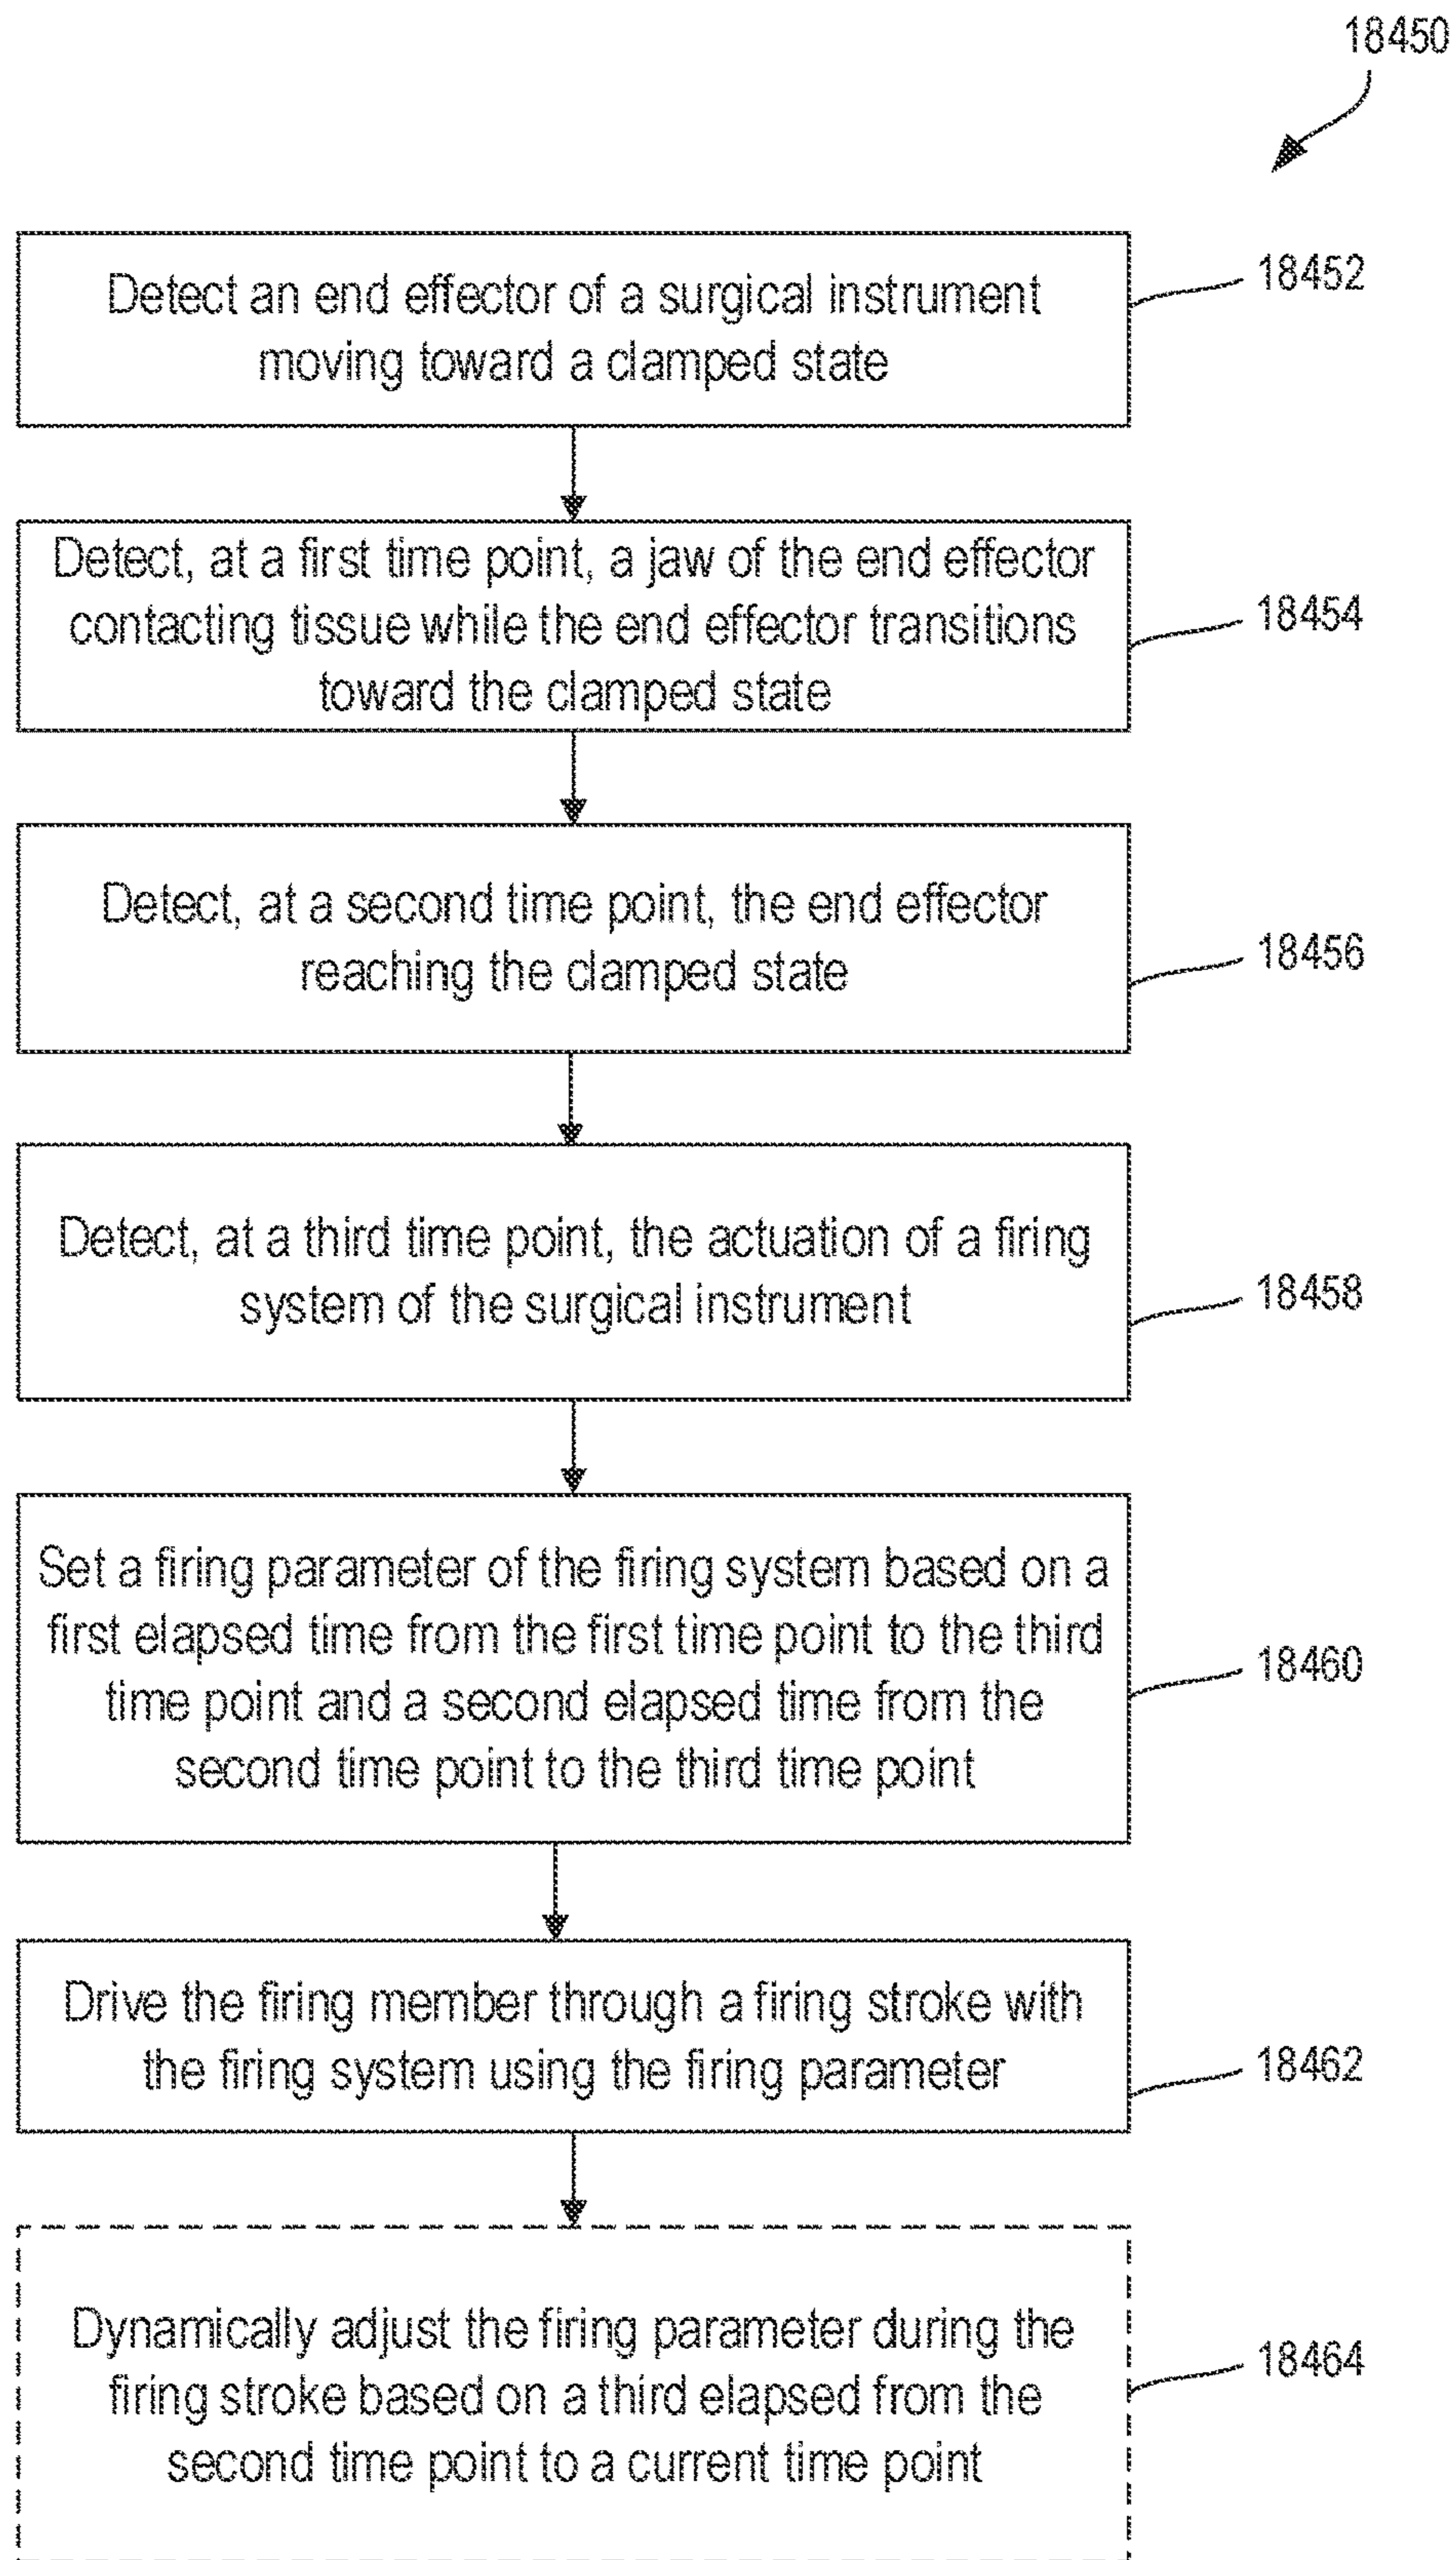 18450
Detect an end effector of a surgical instrument
moving toward a clamped state
18452
Detect, at a first time point, a jaw of the end effector
contacting tissue while the end effector transitions
toward the clamped state
18454
Detect, at a second time point, the end effector
reaching the clamped state
18456
Detect, at a third time point, the actuation of a firing
system of the surgical instrument
18458
Set a firing parameter of the firing system based on a
first elapsed time from the first time point to the third
time point and a second elapsed time from the
second time point to the third time point
18460
Drive the firing member through a firing stroke with
the firing system using the firing parameter
18462
Dynamically adjust the firing parameter during the
firing stroke based on a third elapsed from the
second time point to a current time point
18464